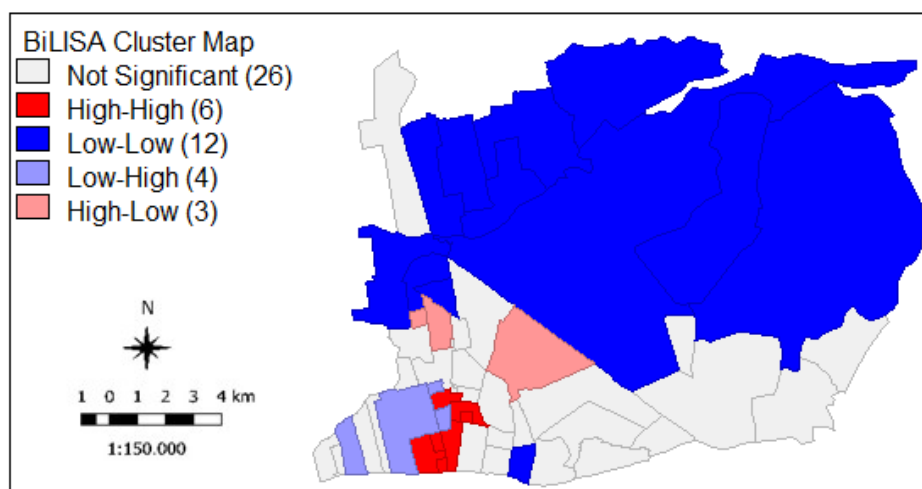 BiLISA Cluster Map
Not Significant (26)
High-High (6)
Low-Low (12)
Low-High (4)
High-Low (3)
N
1 0 1 2 3 4 km
1:150.000